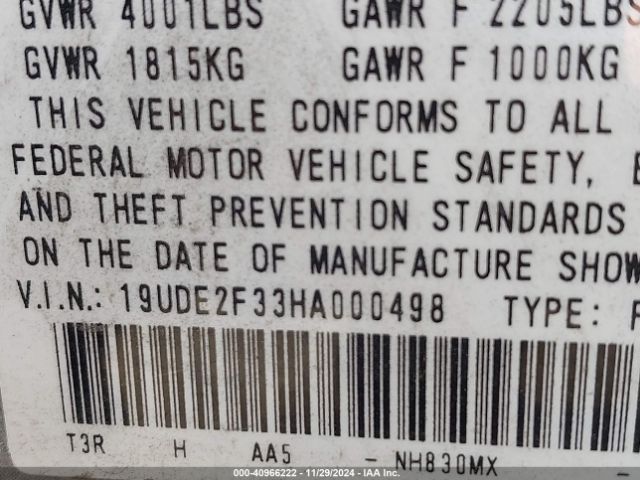 GVWR 4001LBS GAWR F 2205LBS
GVWR 1815KG GAWR F 1000KG
THIS VEHICLE CONFORMS TO ALL
FEDERAL MOTOR VEHICLE SAFETY,
AND THEFT PREVENTION STANDARDS
ON THE DATE OF MANUFACTURE SHOW
V.I.N.: 19UDE2F33HA000498 TYPE: P
T3R H AA5 - NH830MX -
000-40966222 - 11/29/2024 - IAA Inc.